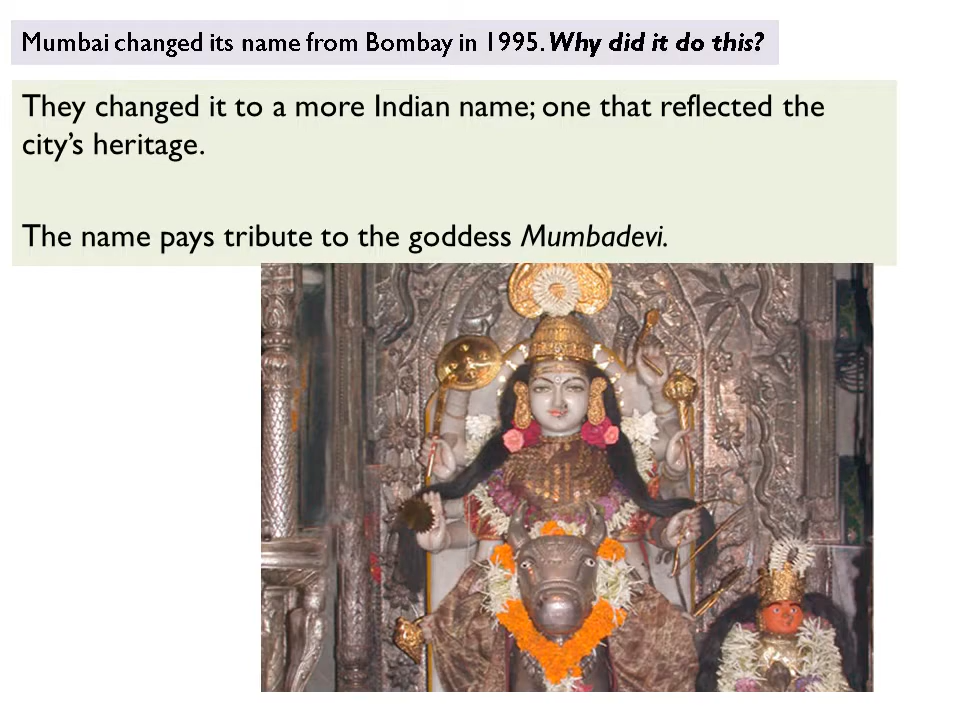 Mumbai changed its name from Bombay in 1995. Why did it do this?
They changed it to a more Indian name; one that reflected the
city’s heritage.
The name pays tribute to the goddess Mumbadevi.